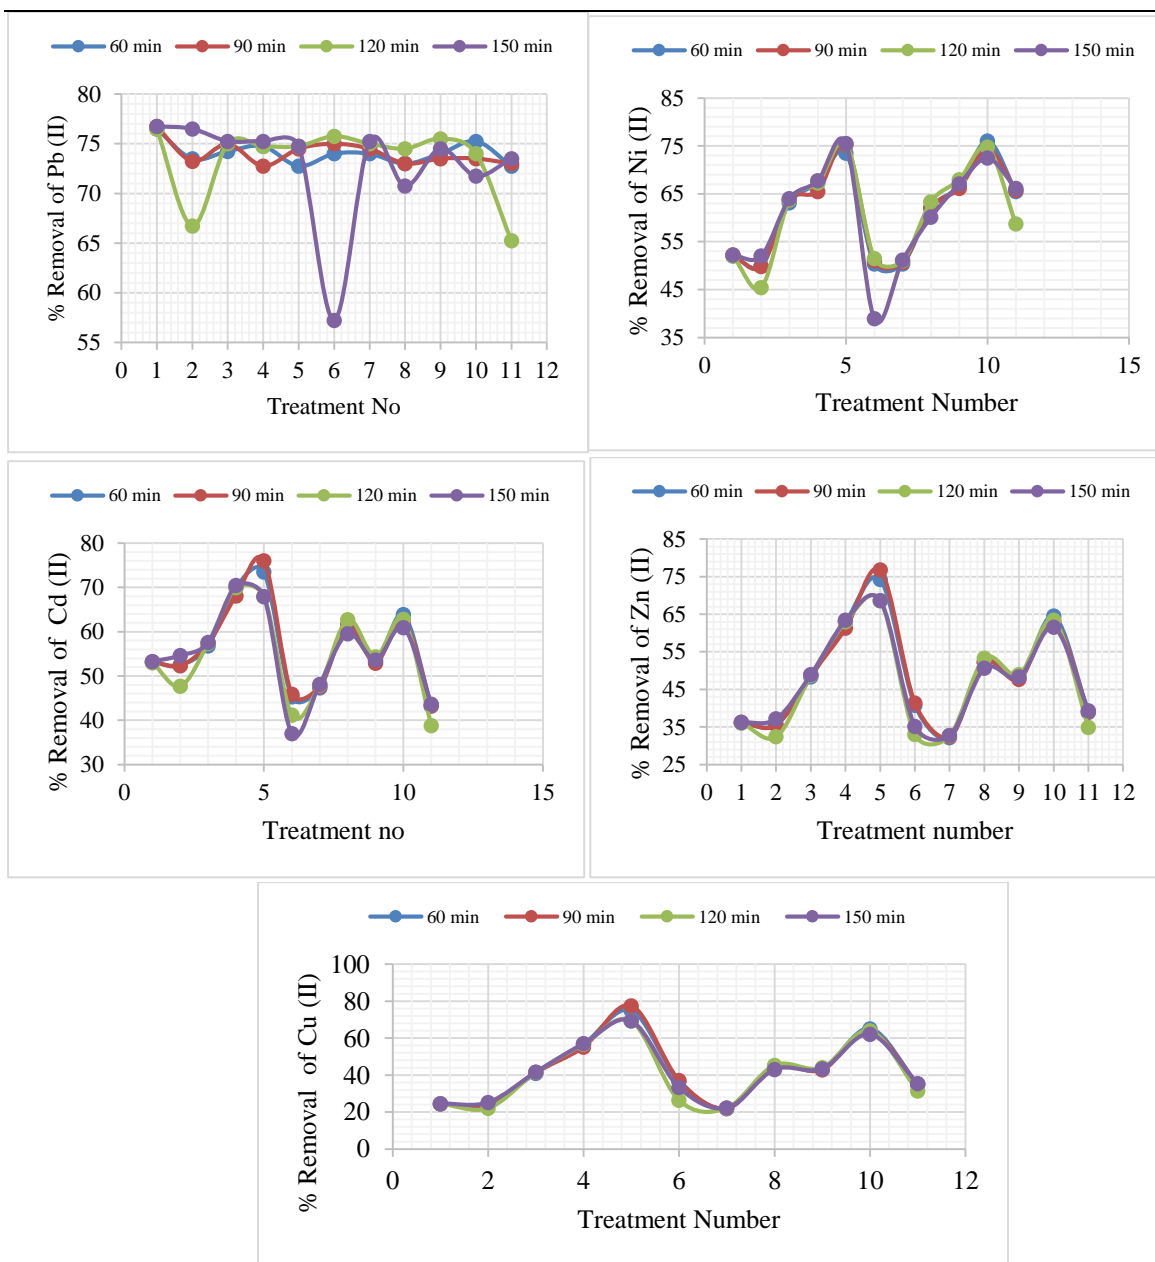 60 min 90 min 120 min 150 min
% Removal of Pb (II)
80
75
70
65
60
55
0 1 2 3 4 5 6 7 8 9 10 11 12
Treatment No
60 min 90 min 120 min 150 min
% Removal of Ni (II)
85
75
65
55
45
35
0 5 10 15
Treatment Number
60 min 90 min 120 min 150 min
% Removal of Cd (II)
80
70
60
50
40
30
0 5 10 15
Treatment no
60 min 90 min 120 min 150 min
% Removal of Zn (II)
85
75
65
55
45
35
25
0 1 2 3 4 5 6 7 8 9 10 11 12
Treatment number
60 min 90 min 120 min 150 min
% Removal of Cu (II)
100
80
60
40
20
0
0 2 4 6 8 10 12
Treatment Number